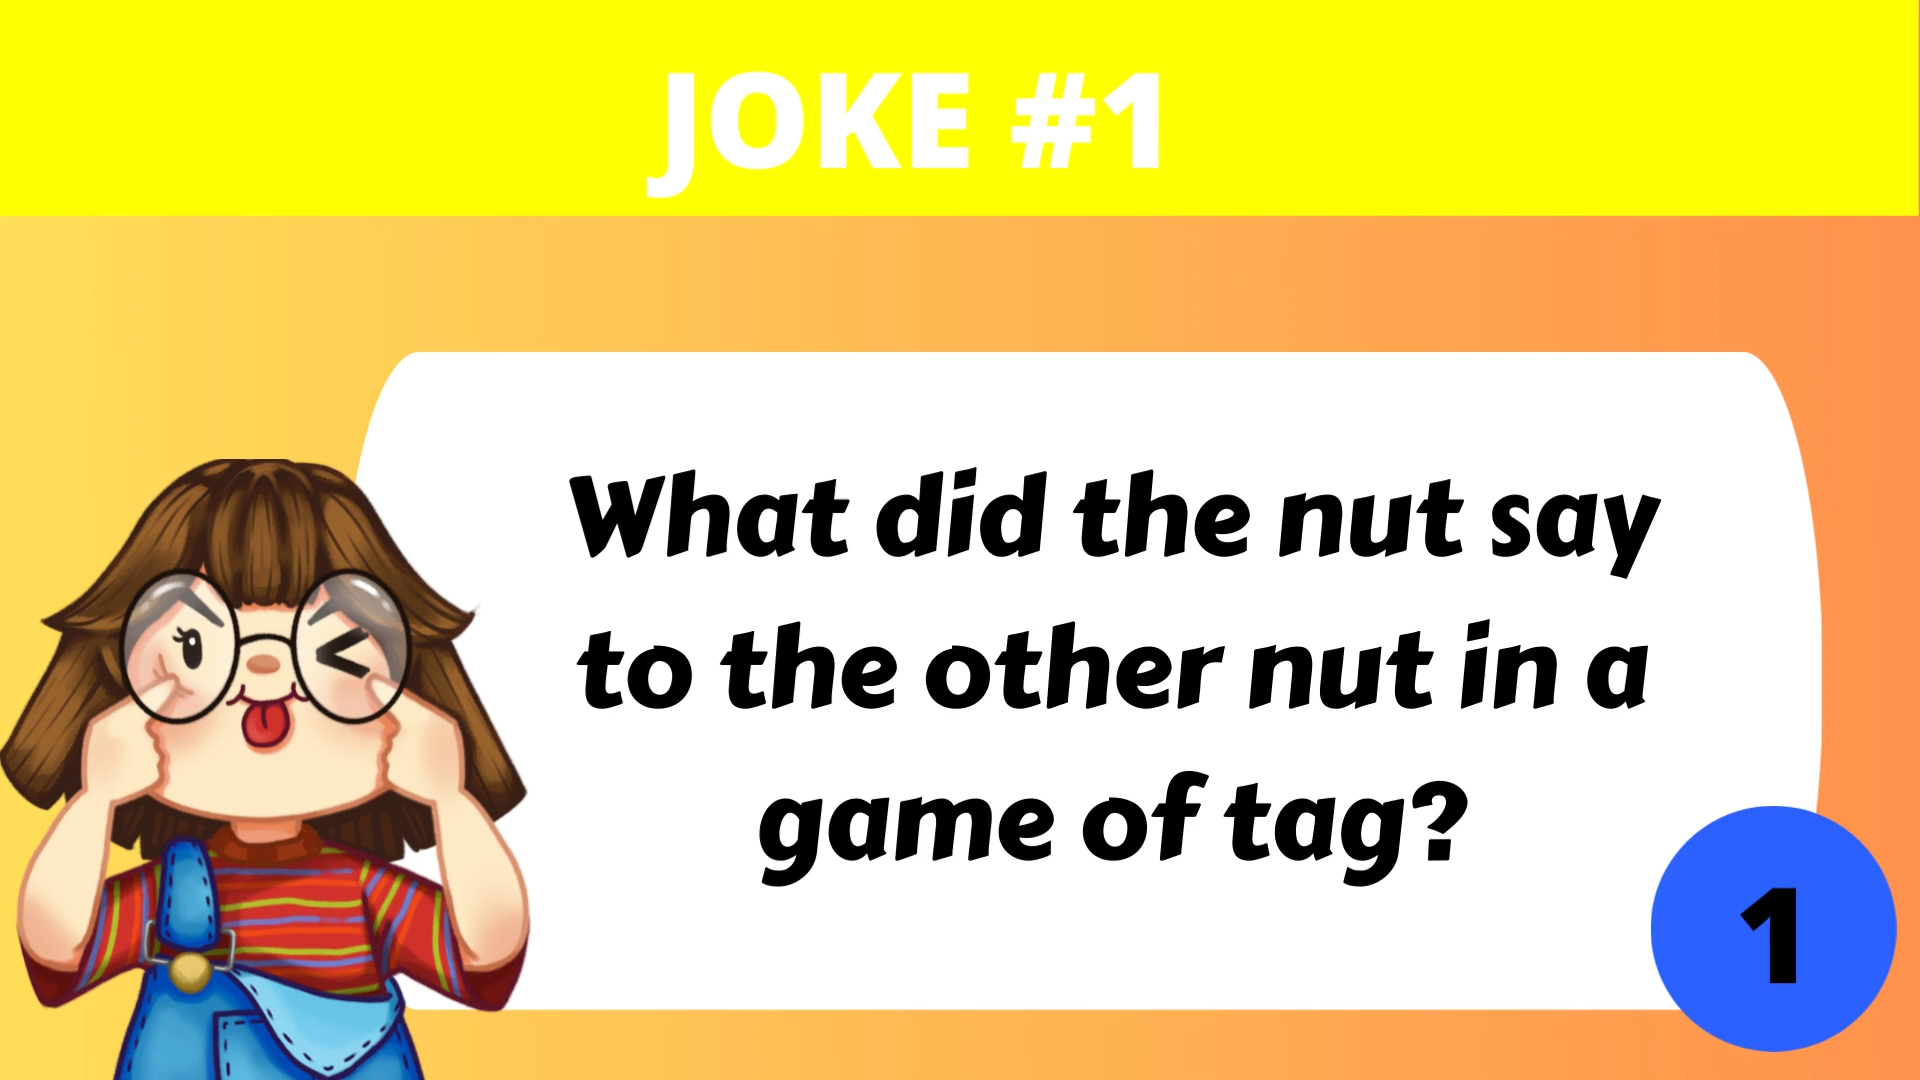 JOKE #1
What did the nut say
to the other nut in a
game of tag?
1